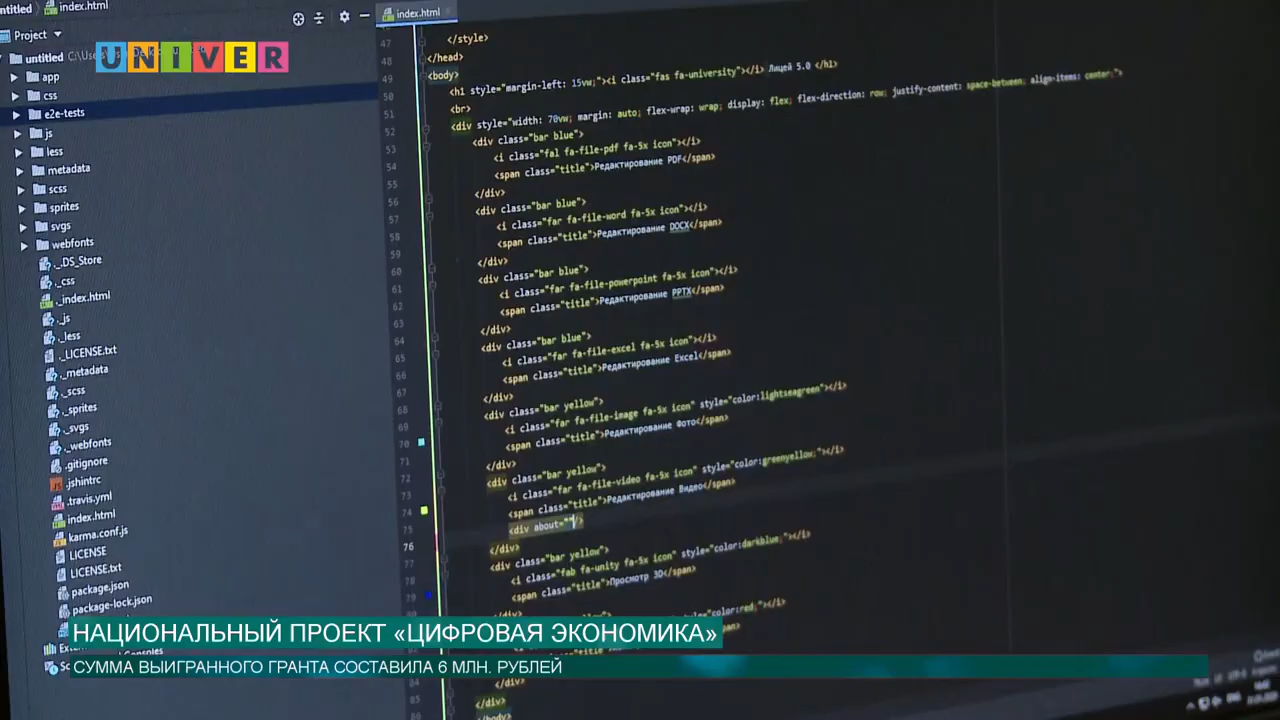 untitled
index.html
index.html
Project
untitled
UNIVER
app
css
e2e-tests
js
less
metadata
scss
sprites
svgs
webfonts
._.DS_Store
._css
._index.html
._js
._less
._LICENSE.txt
._metadata
._scss
._sprites
._svgs
._webfonts
.gitignore
.jshintrc
.travis.yml
index.html
karma.conf.js
LICENSE
LICENSE.txt
package.json
package-lock.json
47 </style>
48 </head>
49 <body>
50 <h1 style="margin-left: 15vw;"><i class="fas fa-university"></i> Лицей 5.0 </h1>
51 <br>
52 <div style="width: 70vw; margin: auto; flex-wrap: wrap; display: flex; flex-direction: row; justify-content: space-between; align-items: center;">
53 <div class="bar blue">
54 <i class="fal fa-file-pdf fa-5x icon"></i>
55 <span class="title">Редактирование PDF</span>
56 </div>
57 <div class="bar blue">
58 <i class="far fa-file-word fa-5x icon"></i>
59 <span class="title">Редактирование DOCX</span>
60 </div>
61 <div class="bar blue">
62 <i class="far fa-file-powerpoint fa-5x icon"></i>
63 <span class="title">Редактирование PPTX</span>
64 </div>
65 <div class="bar blue">
66 <i class="far fa-file-excel fa-5x icon"></i>
67 <span class="title">Редактирование Excel</span>
68 </div>
69 <div class="bar yellow">
70 <i class="far fa-file-image fa-5x icon" style="color:lightseagreen"></i>
71 <span class="title">Редактирование Фото</span>
72 </div>
73 <div class="bar yellow">
74 <i class="far fa-file-video fa-5x icon" style="color:greenyellow;"></i>
75 <span class="title">Редактирование Видео</span>
76 <div about=""/>
77 </div>
78 <div class="bar yellow">
79 <i class="fab fa-unity fa-5x icon" style="color:darkblue;"></i>
<span class="title">Просмотр 3D</span>
</div>
"color:red;"></i>
</div>
</div>
</body>
НАЦИОНАЛЬНЫЙ ПРОЕКТ «ЦИФРОВАЯ ЭКОНОМИКА»
СУММА ВЫИГРАННОГО ГРАНТА СОСТАВИЛА 6 МЛН. РУБЛЕЙ